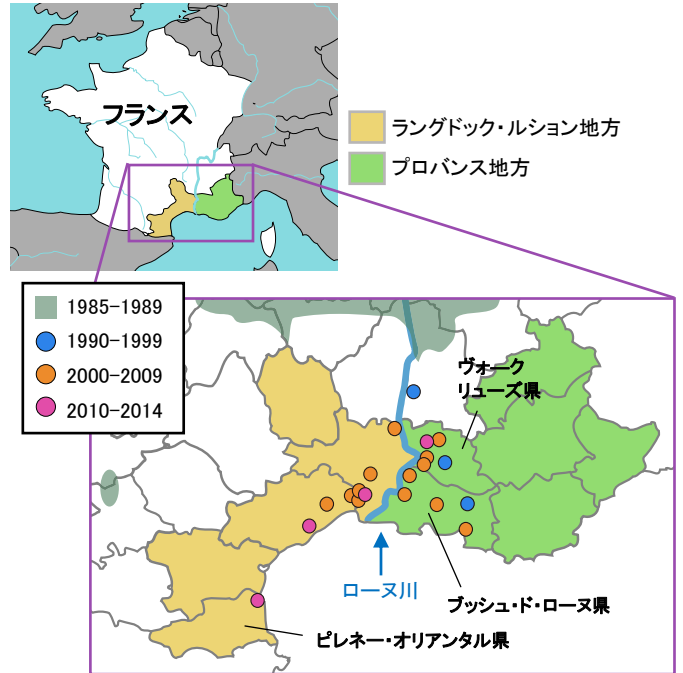 フランス
ラングドック・ルション地方
プロバンス地方
1985-1989
1990-1999
2000-2009
2010-2014
ヴォーク
リューズ県
ローヌ川
ブッシュ・ド・ローヌ県
ピレネー・オリアンタル県